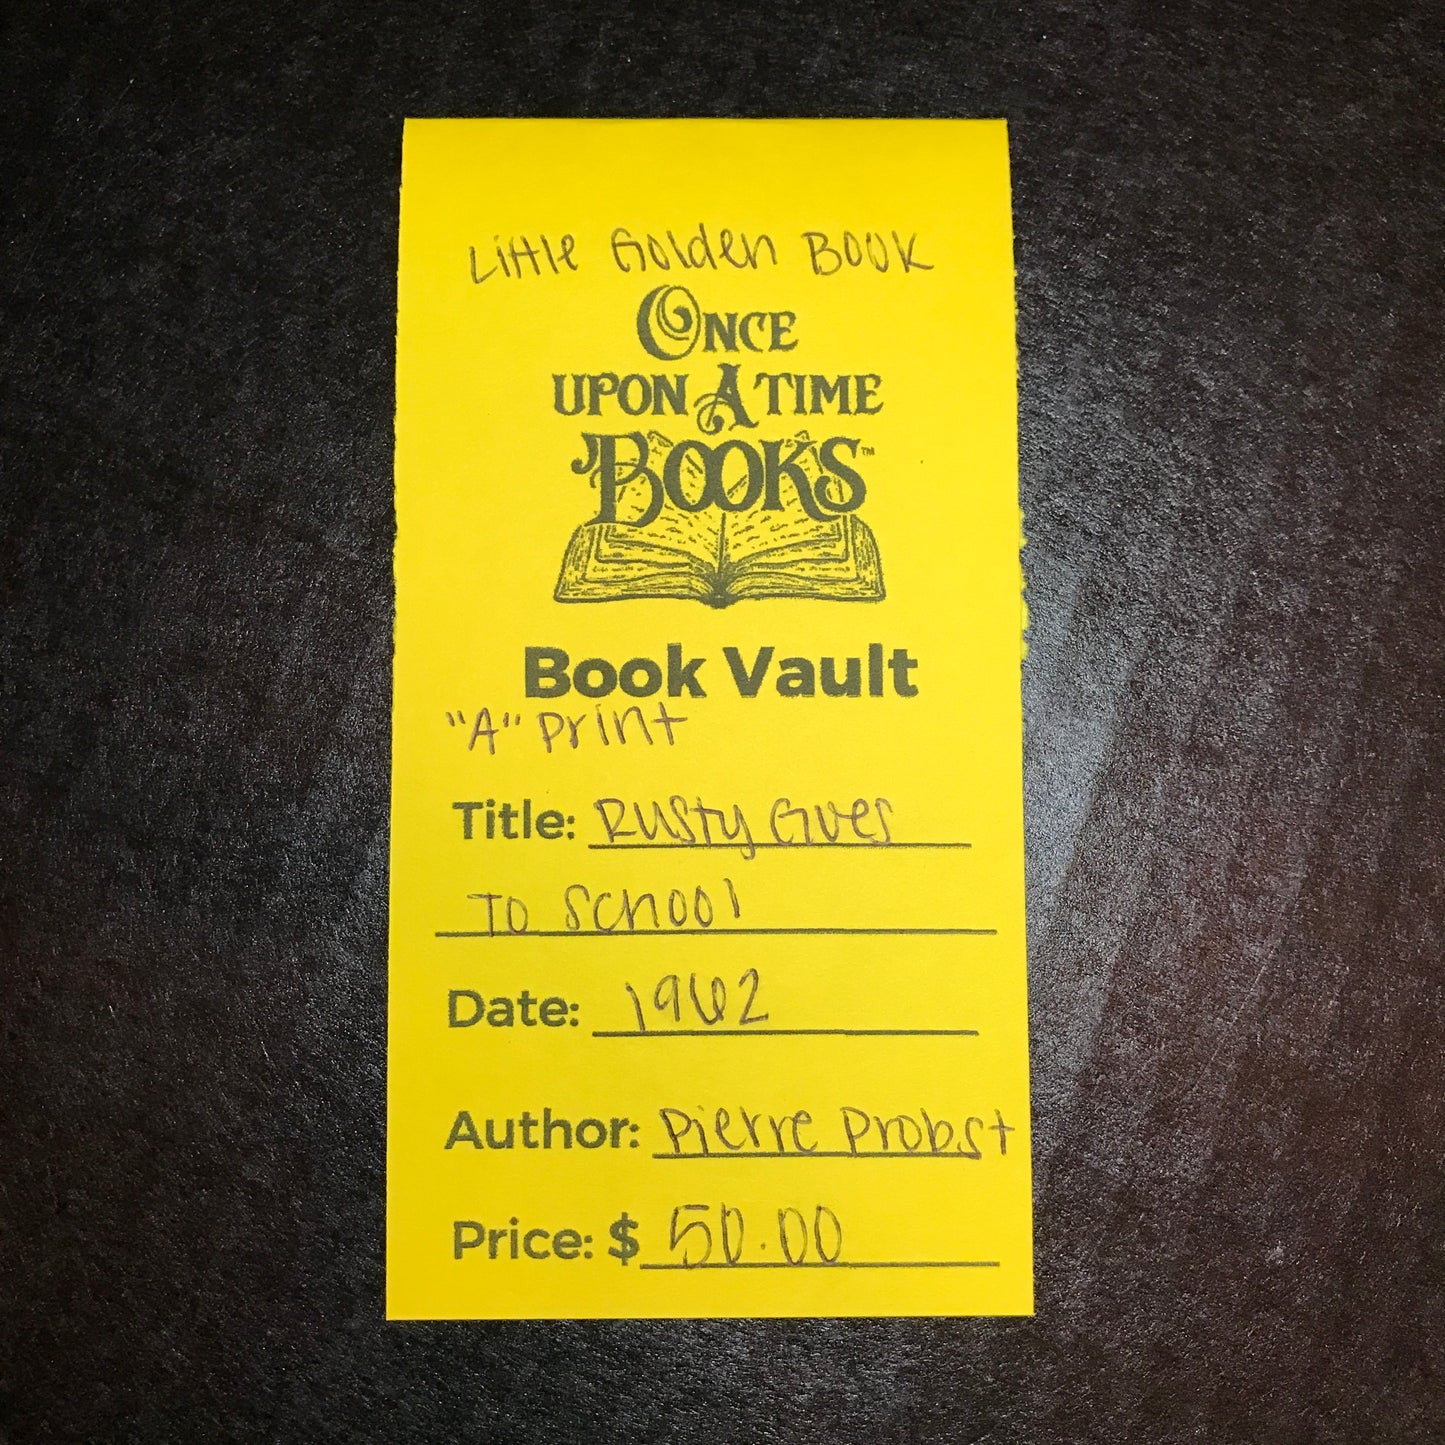 Little Golden Book
ONCE
UPON A TIME
BOOKS™
Book Vault
"A" print
Title: Rusty Goes
To School
Date: 1962
Author: Pierre Probst
Price: $ 50.00